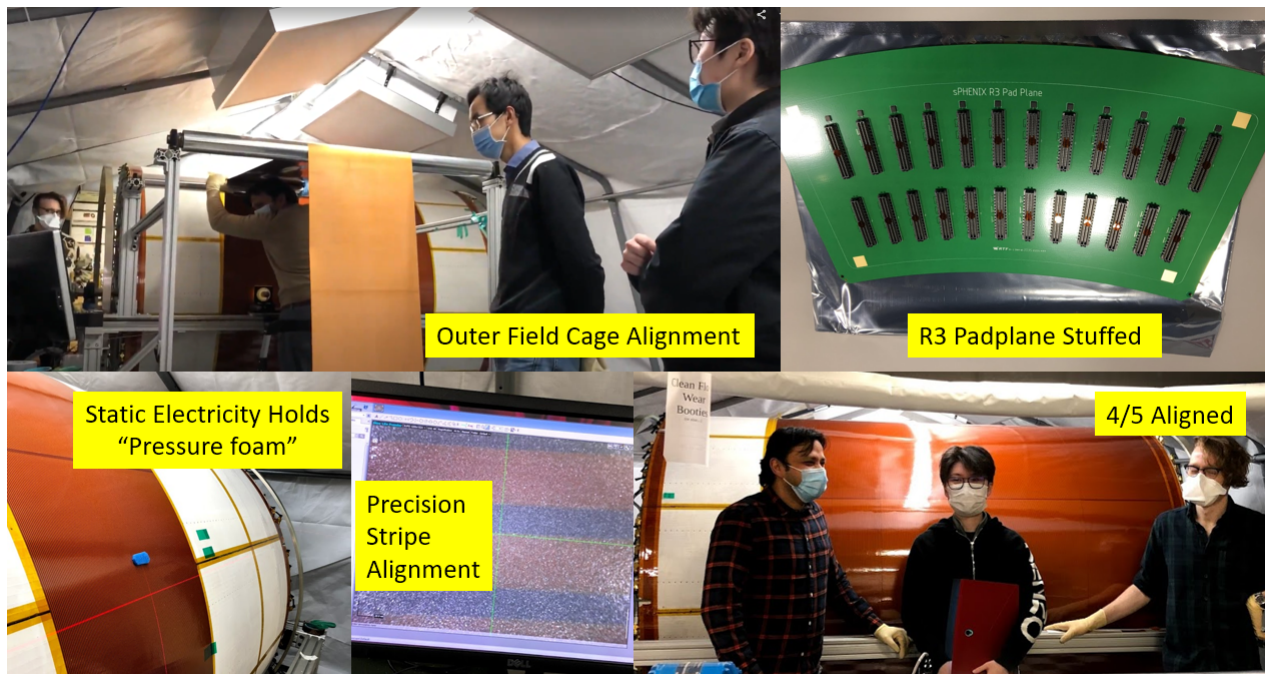 sPHENIX R3 Pad Plane
Outer Field Cage Alignment
R3 Padplane Stuffed
Static Electricity Holds
“Pressure foam”
Precision
Stripe
Alignment
DELL
Wear
Booties
4/5 Aligned